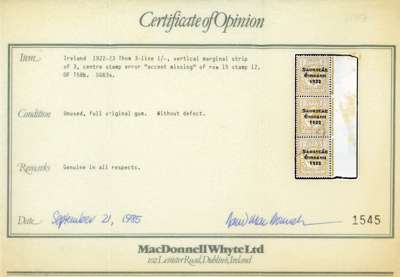 Certificate of Opinion
Item
Ireland 1922-23 Thom 3-line 1/-, vertical marginal strip
of 3, centre stamp error "accent missing" of row 15 stamp 12,
Condition
Unused, full original gum. Without defect.
Remarks
Genuine in all respects.
Date September 21, 1995
1545
MacDonnell Whyte Ltd
102 Leinster Road, Dublin 6, Ireland